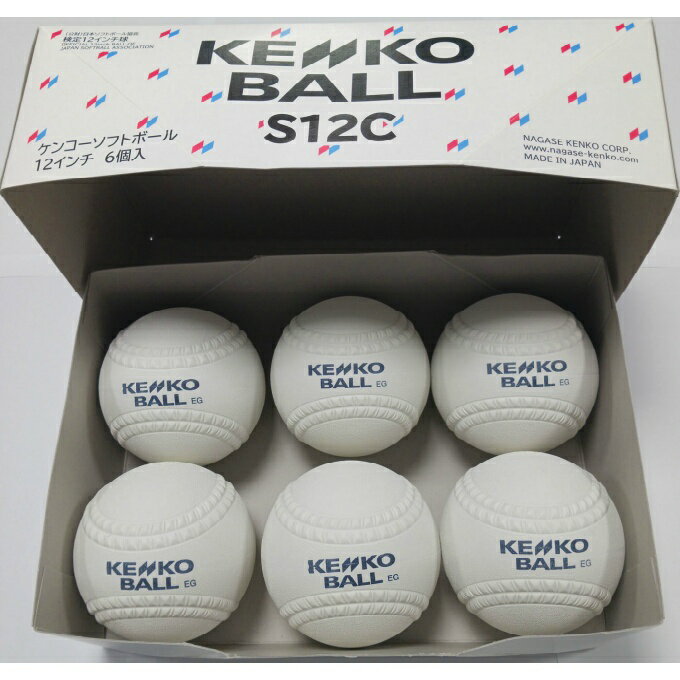 (公財)日本ソフトボール協会
検定12インチ球
JAPAN SOFTBALL ASSOCIATION
KENKO
BALL
S12C
ケンコーソフトボール
12インチ 6個入
NAGASE KENKO CORP.
www.nagase-kenko.com
MADE IN JAPAN
KENKO
BALL EG
KENKO
BALL EG
KENKO
BALL EG
KENKO
BALL EG
KENKO
BALL EG
KENKO
BALL EG